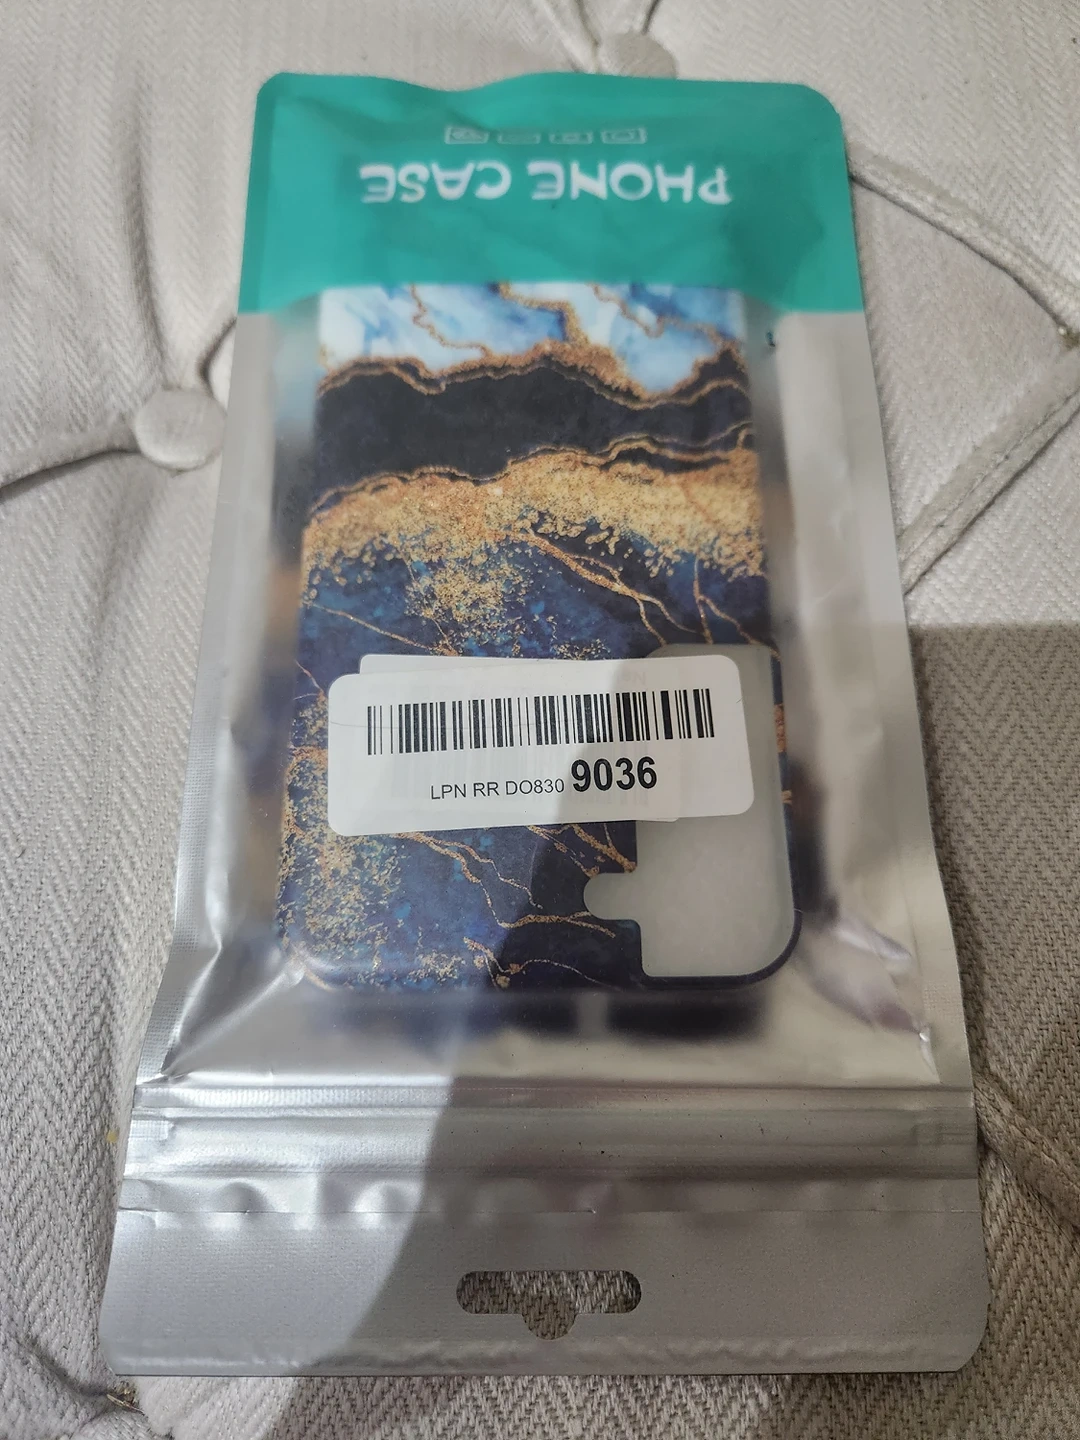 PHONE CASE
LPN RR DO830 9036